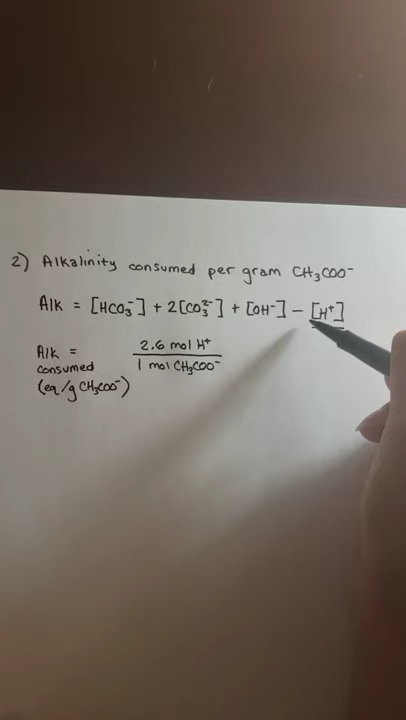 2) Alkalinity consumed per gram CH₃COO⁻
Alk = [HCO₃⁻] + 2[CO₃²⁻] + [OH⁻] − [H⁺]
Alk = 2.6 mol H⁺
consumed 1 mol CH₃COO⁻
(eq/g CH₃COO⁻)